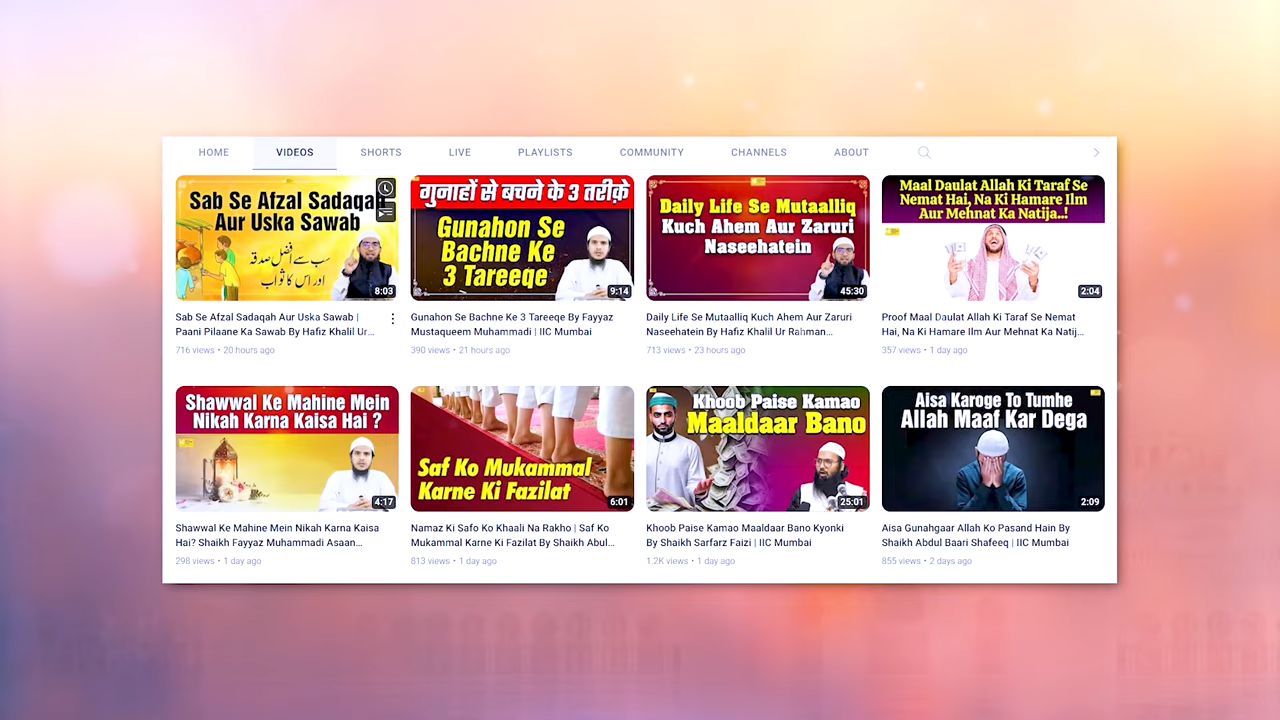 HOME VIDEOS SHORTS LIVE PLAYLISTS COMMUNITY CHANNELS ABOUT
Sab Se Afzal Sadaqah
Aur Uska Sawab
سب سے افضل صدقہ
اور اس کا ثواب
8:03
गुनाहों से बचने के 3 तरीक़े
Gunahon Se
Bachne Ke
3 Tareeqe
9:14
Daily Life Se Mutaalliq
Kuch Ahem Aur Zaruri
Naseehatein
45:30
Maal Daulat Allah Ki Taraf Se
Nemat Hai, Na Ki Hamare Ilm
Aur Mehnat Ka Natija..!
2:04
Sab Se Afzal Sadaqah Aur Uska Sawab |
Paani Pilaane Ka Sawab By Hafiz Khalil Ur...
716 views • 20 hours ago
Gunahon Se Bachne Ke 3 Tareeqe By Fayyaz
Mustaqueem Muhammadi | IIC Mumbai
390 views • 21 hours ago
Daily Life Se Mutaalliq Kuch Ahem Aur Zaruri
Naseehatein By Hafiz Khalil Ur Rahman...
713 views • 23 hours ago
Proof Maal Daulat Allah Ki Taraf Se Nemat
Hai, Na Ki Hamare Ilm Aur Mehnat Ka Natij...
357 views • 1 day ago
Shawwal Ke Mahine Mein
Nikah Karna Kaisa Hai ?
4:17
Saf Ko Mukammal
Karne Ki Fazilat
6:01
Khoob Paise Kamao
Maaldaar Bano
25:01
Aisa Karoge To Tumhe
Allah Maaf Kar Dega
2:09
Shawwal Ke Mahine Mein Nikah Karna Kaisa
Hai? Shaikh Fayyaz Muhammadi Asaan...
298 views • 1 day ago
Namaz Ki Safo Ko Khaali Na Rakho | Saf Ko
Mukammal Karne Ki Fazilat By Shaikh Abul...
813 views • 1 day ago
Khoob Paise Kamao Maaldaar Bano Kyonki
By Shaikh Sarfarz Faizi | IIC Mumbai
1.2K views • 1 day ago
Aisa Gunahgaar Allah Ko Pasand Hain By
Shaikh Abdul Baari Shafeeq | IIC Mumbai
855 views • 2 days ago